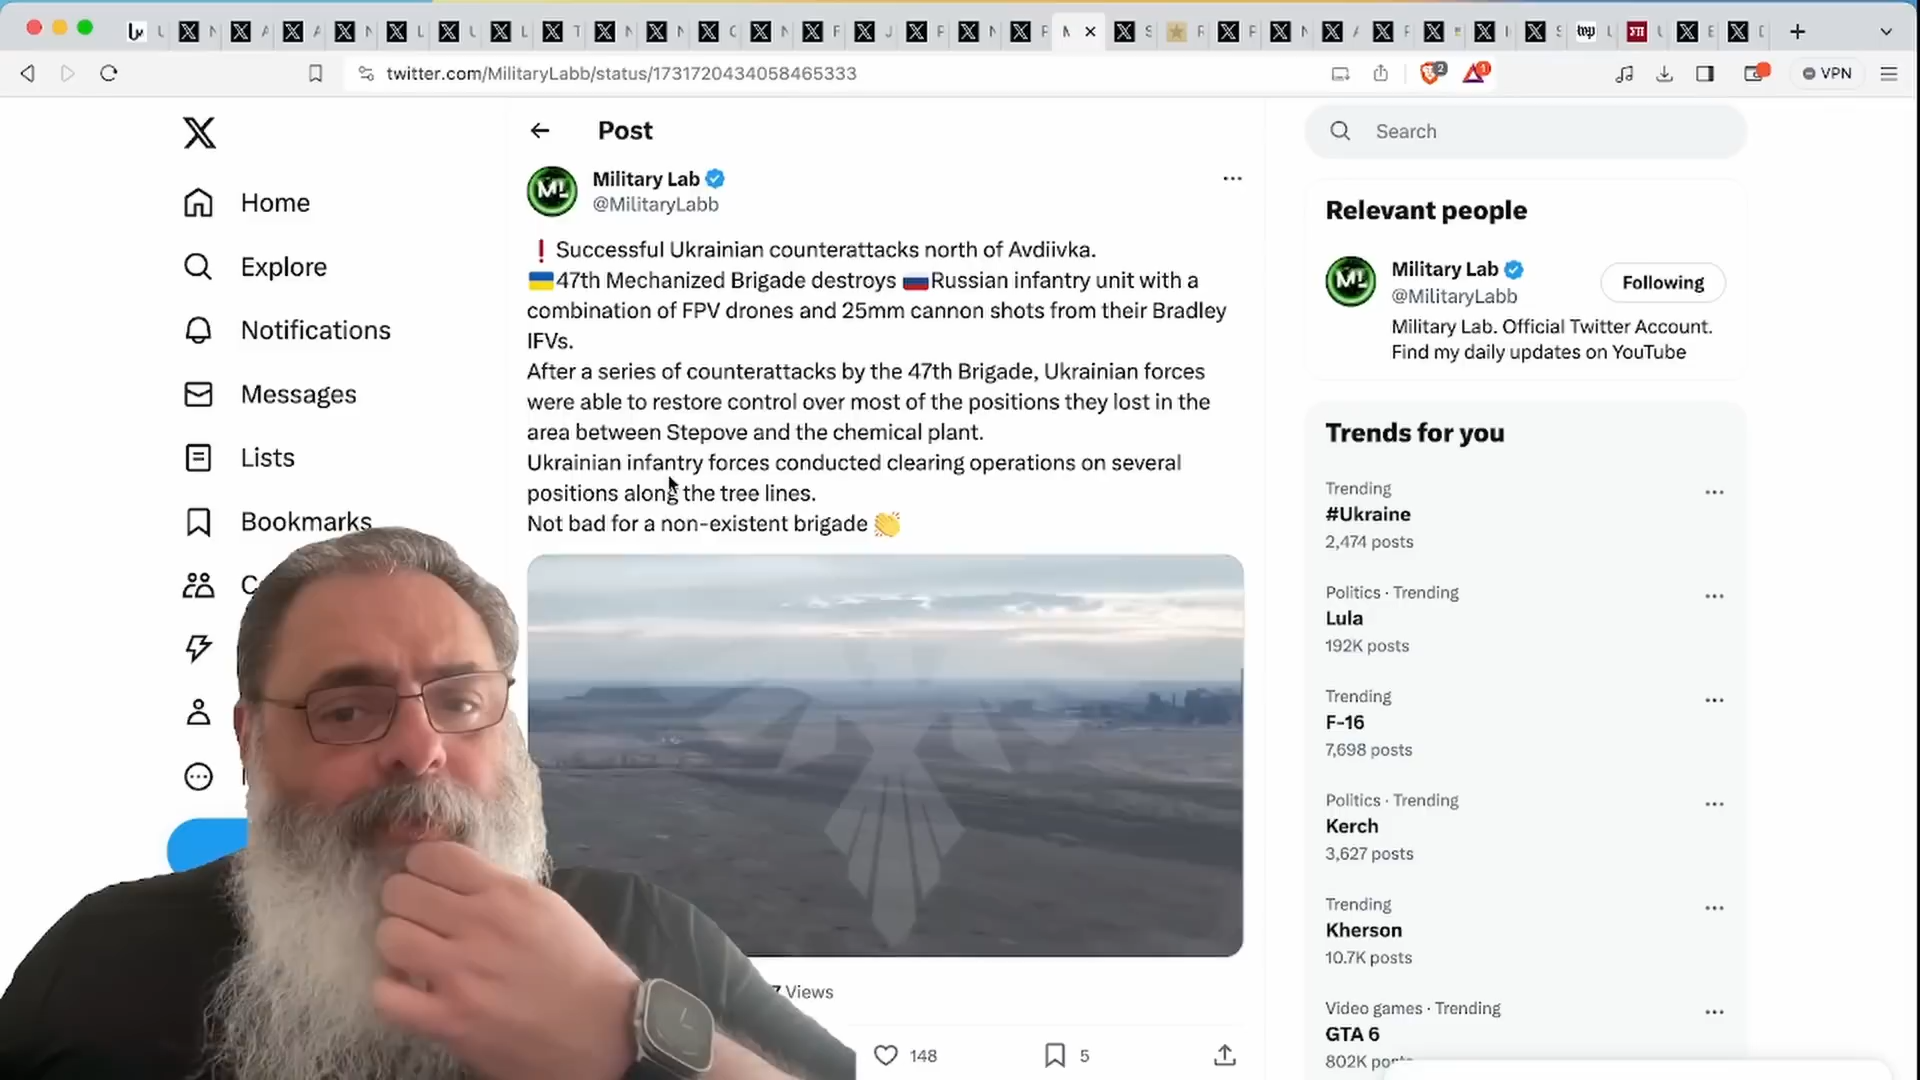 twitter.com/MilitaryLabb/status/1731720434058465333
2
1
VPN
Post
Search
Home
Explore
Notifications
Messages
Lists
Bookmarks
Military Lab
@MilitaryLabb
❗Successful Ukrainian counterattacks north of Avdiivka.
🇺🇦47th Mechanized Brigade destroys 🇷🇺Russian infantry unit with a
combination of FPV drones and 25mm cannon shots from their Bradley
IFVs.
After a series of counterattacks by the 47th Brigade, Ukrainian forces
were able to restore control over most of the positions they lost in the
area between Stepove and the chemical plant.
Ukrainian infantry forces conducted clearing operations on several
positions along the tree lines.
Not bad for a non-existent brigade 👏
7 Views
148
5
Relevant people
Military Lab
@MilitaryLabb
Following
Military Lab. Official Twitter Account.
Find my daily updates on YouTube
Trends for you
Trending
#Ukraine
2,474 posts
Politics · Trending
Lula
192K posts
Trending
F-16
7,698 posts
Politics · Trending
Kerch
3,627 posts
Trending
Kherson
10.7K posts
Video games · Trending
GTA 6
802K posts